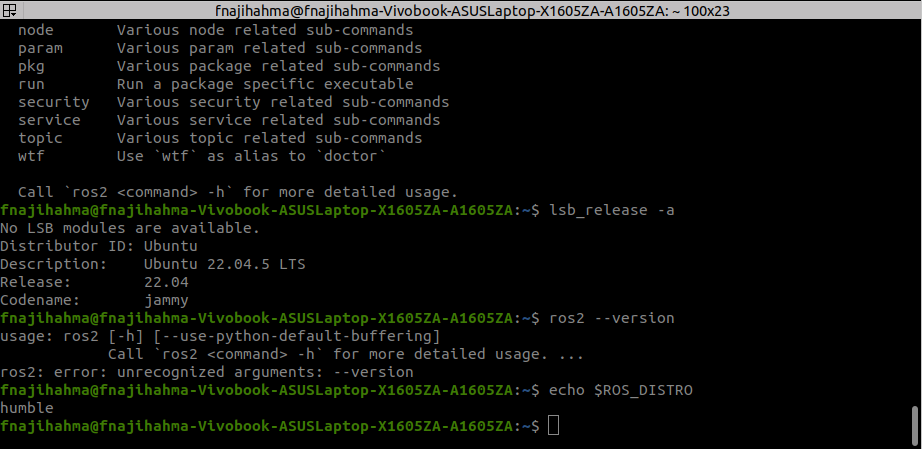 fnajihahma@fnajihahma-Vivobook-ASUSLaptop-X1605ZA-A1605ZA: ~ 100x23
node       Various node related sub-commands
param      Various param related sub-commands
pkg        Various package related sub-commands
run        Run a package specific executable
security   Various security related sub-commands
service    Various service related sub-commands
topic      Various topic related sub-commands
wtf        Use `wtf` as alias to `doctor`
Call `ros2 <command> -h` for more detailed usage.
fnajihahma@fnajihahma-Vivobook-ASUSLaptop-X1605ZA-A1605ZA:~$ lsb_release -a
No LSB modules are available.
Distributor ID: Ubuntu
Description:    Ubuntu 22.04.5 LTS
Release:        22.04
Codename:       jammy
fnajihahma@fnajihahma-Vivobook-ASUSLaptop-X1605ZA-A1605ZA:~$ ros2 --version
usage: ros2 [-h] [--use-python-default-buffering]
            Call `ros2 <command> -h` for more detailed usage. ...
ros2: error: unrecognized arguments: --version
fnajihahma@fnajihahma-Vivobook-ASUSLaptop-X1605ZA-A1605ZA:~$ echo $ROS_DISTRO
humble
fnajihahma@fnajihahma-Vivobook-ASUSLaptop-X1605ZA-A1605ZA:~$